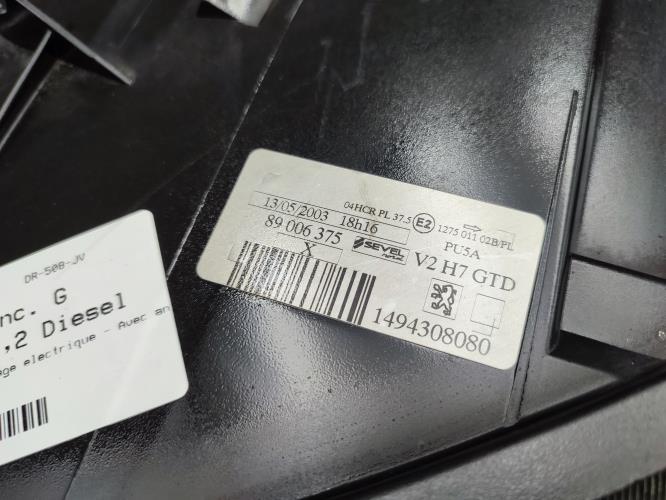 04HCR PL 37.5 E2 1275 011 02B/PL
13/05/2003 18h16
PU5A
89 006 375 SEVEL
X
V2 H7 GTD
1494308080
DR-508-JV
nc. G
,2 Diesel
age electrique - Avec an